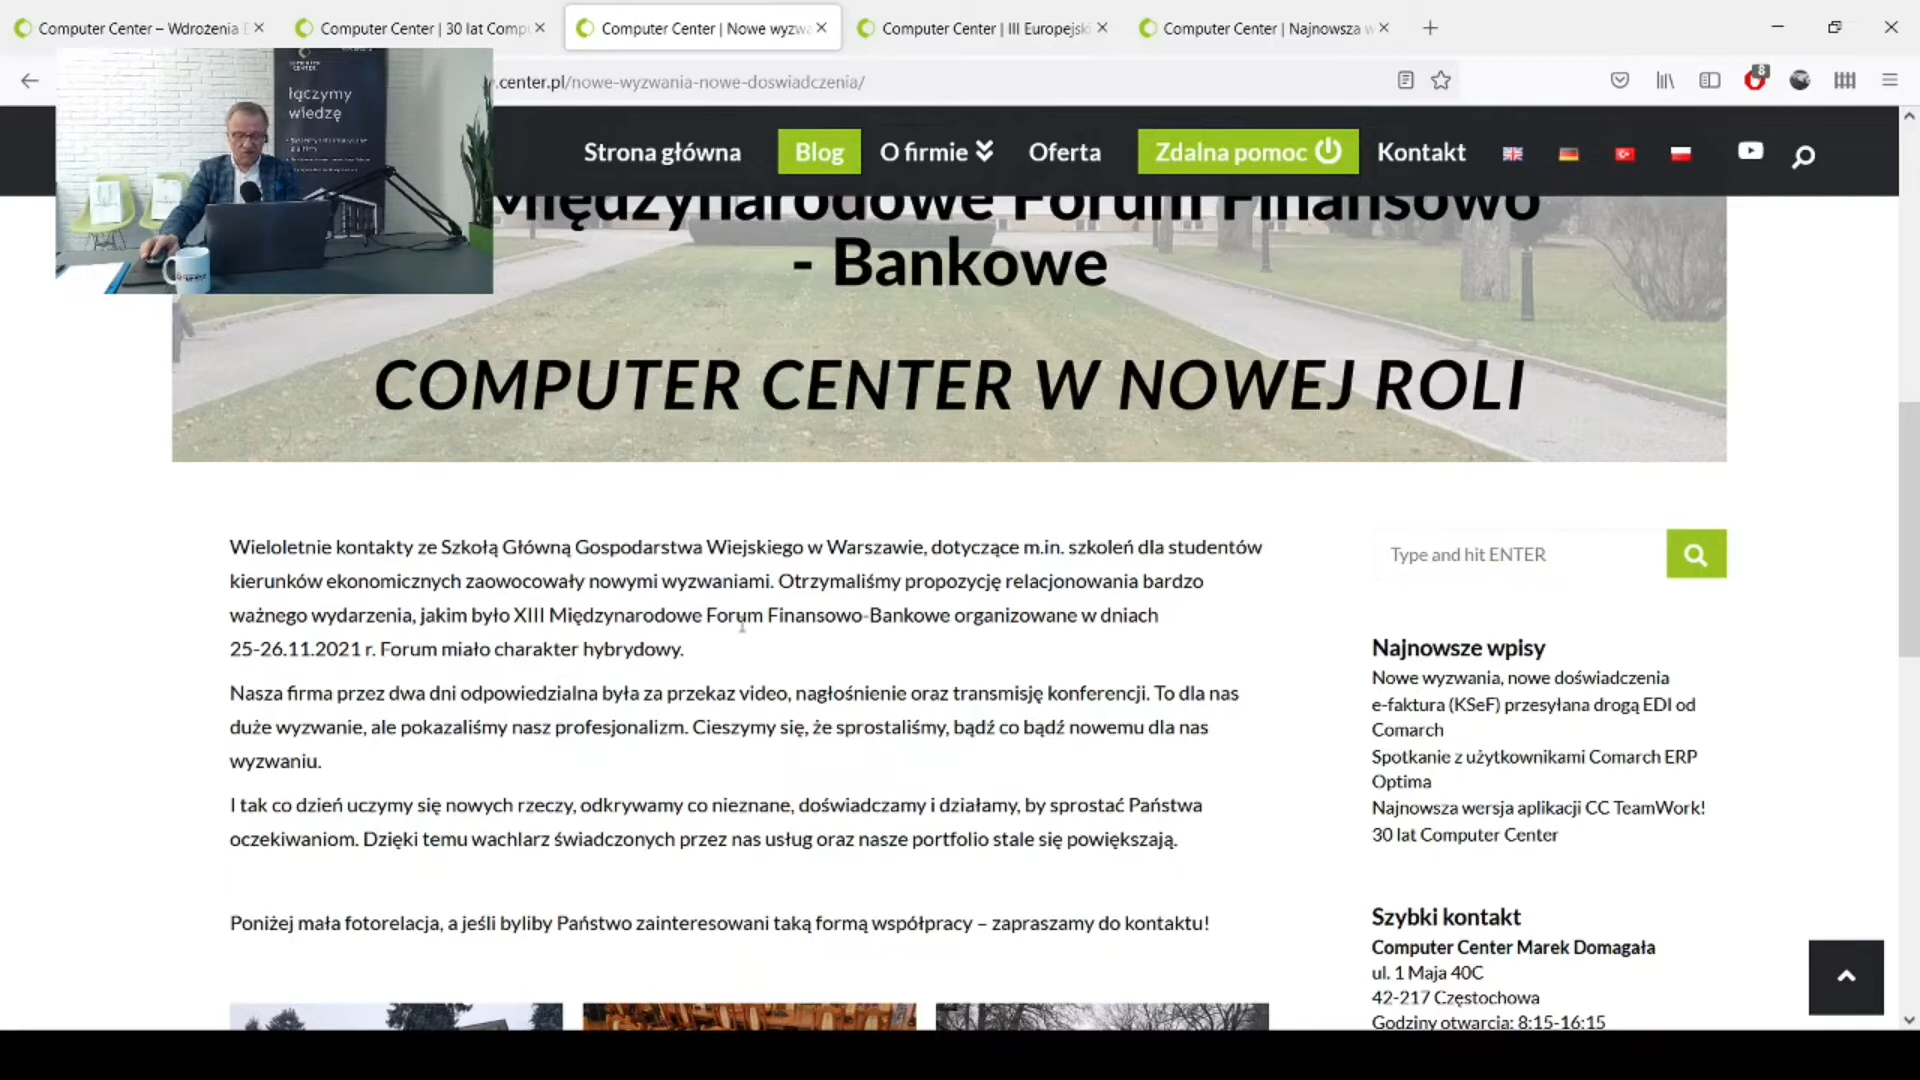 Computer Center – Wdrożenia E
Computer Center | 30 lat Compu
Computer Center | Nowe wyzwa
Computer Center | III Europejski
Computer Center | Najnowsza w
.center.pl/nowe-wyzwania-nowe-doswiadczenia/
8
łączymy
wiedzę
Strona główna
Blog
O firmie
Oferta
Zdalna pomoc
Kontakt
Międzynarodowe Forum Finansowo
- Bankowe
COMPUTER CENTER W NOWEJ ROLI
Wieloletnie kontakty ze Szkołą Główną Gospodarstwa Wiejskiego w Warszawie, dotyczące m.in. szkoleń dla studentów
kierunków ekonomicznych zaowocowały nowymi wyzwaniami. Otrzymaliśmy propozycję relacjonowania bardzo
ważnego wydarzenia, jakim było XIII Międzynarodowe Forum Finansowo-Bankowe organizowane w dniach
25-26.11.2021 r. Forum miało charakter hybrydowy.
Nasza firma przez dwa dni odpowiedzialna była za przekaz video, nagłośnienie oraz transmisję konferencji. To dla nas
duże wyzwanie, ale pokazaliśmy nasz profesjonalizm. Cieszymy się, że sprostaliśmy, bądź co bądź nowemu dla nas
wyzwaniu.
I tak co dzień uczymy się nowych rzeczy, odkrywamy co nieznane, doświadczamy i działamy, by sprostać Państwa
oczekiwaniom. Dzięki temu wachlarz świadczonych przez nas usług oraz nasze portfolio stale się powiększają.
Poniżej mała fotorelacja, a jeśli byliby Państwo zainteresowani taką formą współpracy – zapraszamy do kontaktu!
Type and hit ENTER
Najnowsze wpisy
Nowe wyzwania, nowe doświadczenia
e-faktura (KSeF) przesyłana drogą EDI od
Comarch
Spotkanie z użytkownikami Comarch ERP
Optima
Najnowsza wersja aplikacji CC TeamWork!
30 lat Computer Center
Szybki kontakt
Computer Center Marek Domagała
ul. 1 Maja 40C
42-217 Częstochowa
Godziny otwarcia: 8:15-16:15